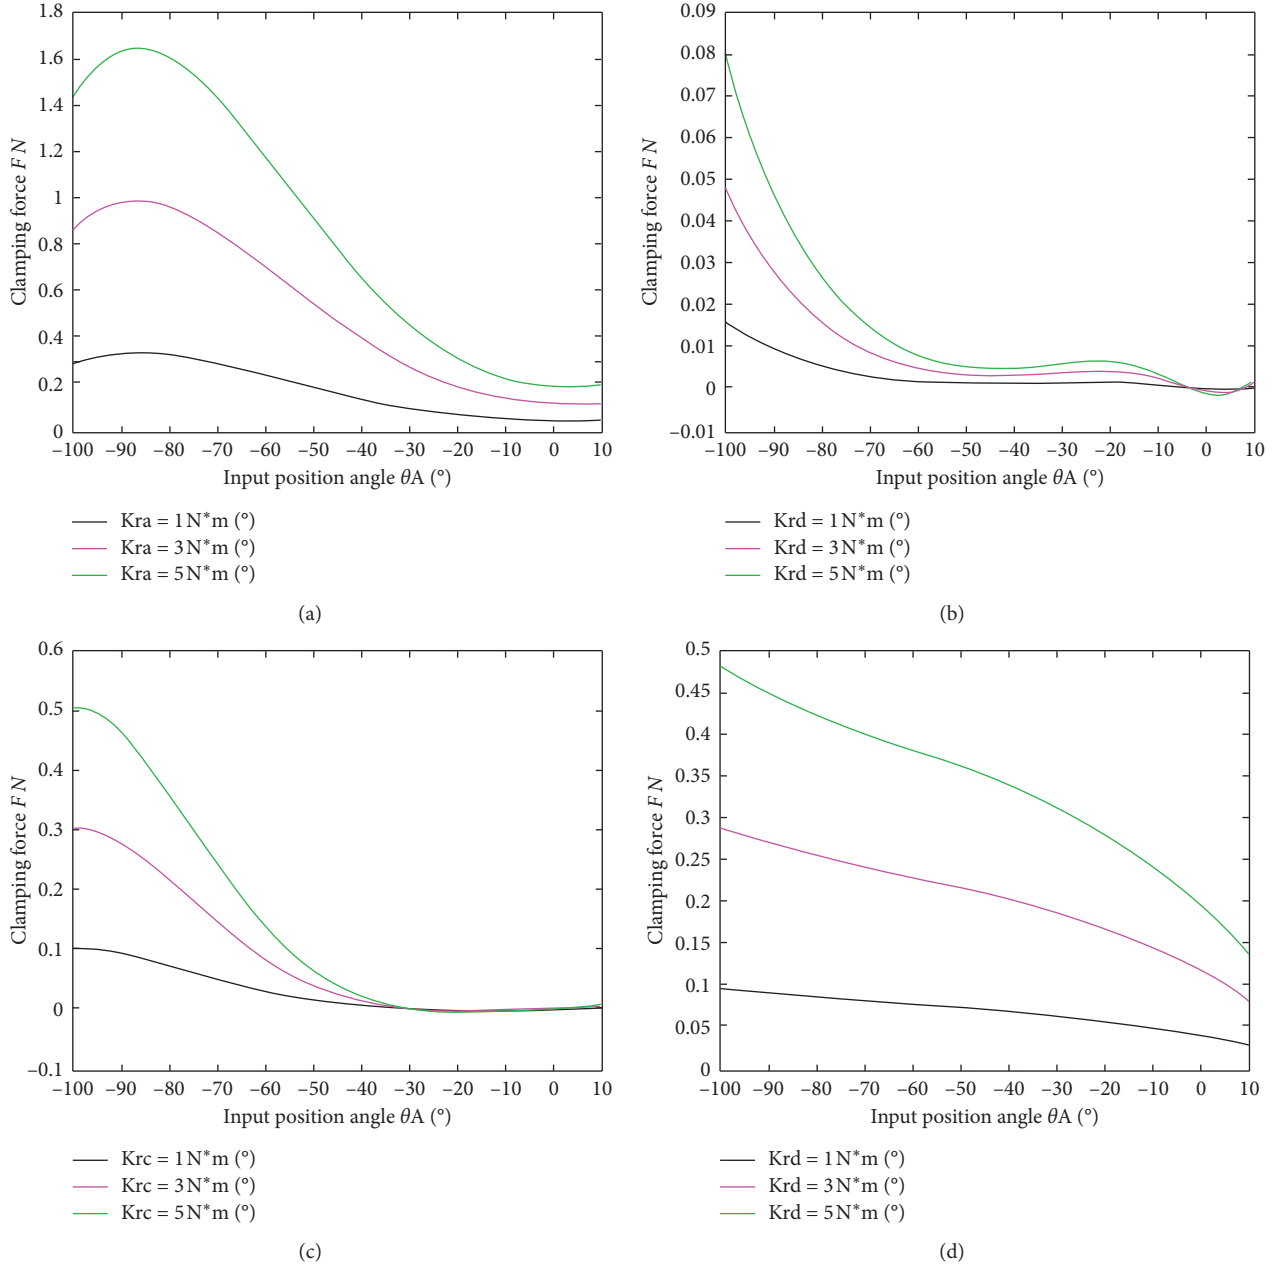 1.8
1.6
1.4
1.2
1
0.8
0.6
0.4
0.2
0
Clamping force F N
–100 –90 –80 –70 –60 –50 –40 –30 –20 –10 0 10
Input position angle θA (°)
Kra = 1 N*m (°)
Kra = 3 N*m (°)
Kra = 5 N*m (°)
(a)
0.09
0.08
0.07
0.06
0.05
0.04
0.03
0.02
0.01
0
–0.01
Clamping force F N
–100 –90 –80 –70 –60 –50 –40 –30 –20 –10 0 10
Input position angle θA (°)
Krd = 1 N*m (°)
Krd = 3 N*m (°)
Krd = 5 N*m (°)
(b)
0.6
0.5
0.4
0.3
0.2
0.1
0
–0.1
Clamping force F N
–100 –90 –80 –70 –60 –50 –40 –30 –20 –10 0 10
Input position angle θA (°)
Krc = 1 N*m (°)
Krc = 3 N*m (°)
Krc = 5 N*m (°)
(c)
0.5
0.45
0.4
0.35
0.3
0.25
0.2
0.15
0.1
0.05
0
Clamping force F N
–100 –90 –80 –70 –60 –50 –40 –30 –20 –10 0 10
Input position angle θA (°)
Krd = 1 N*m (°)
Krd = 3 N*m (°)
Krd = 5 N*m (°)
(d)